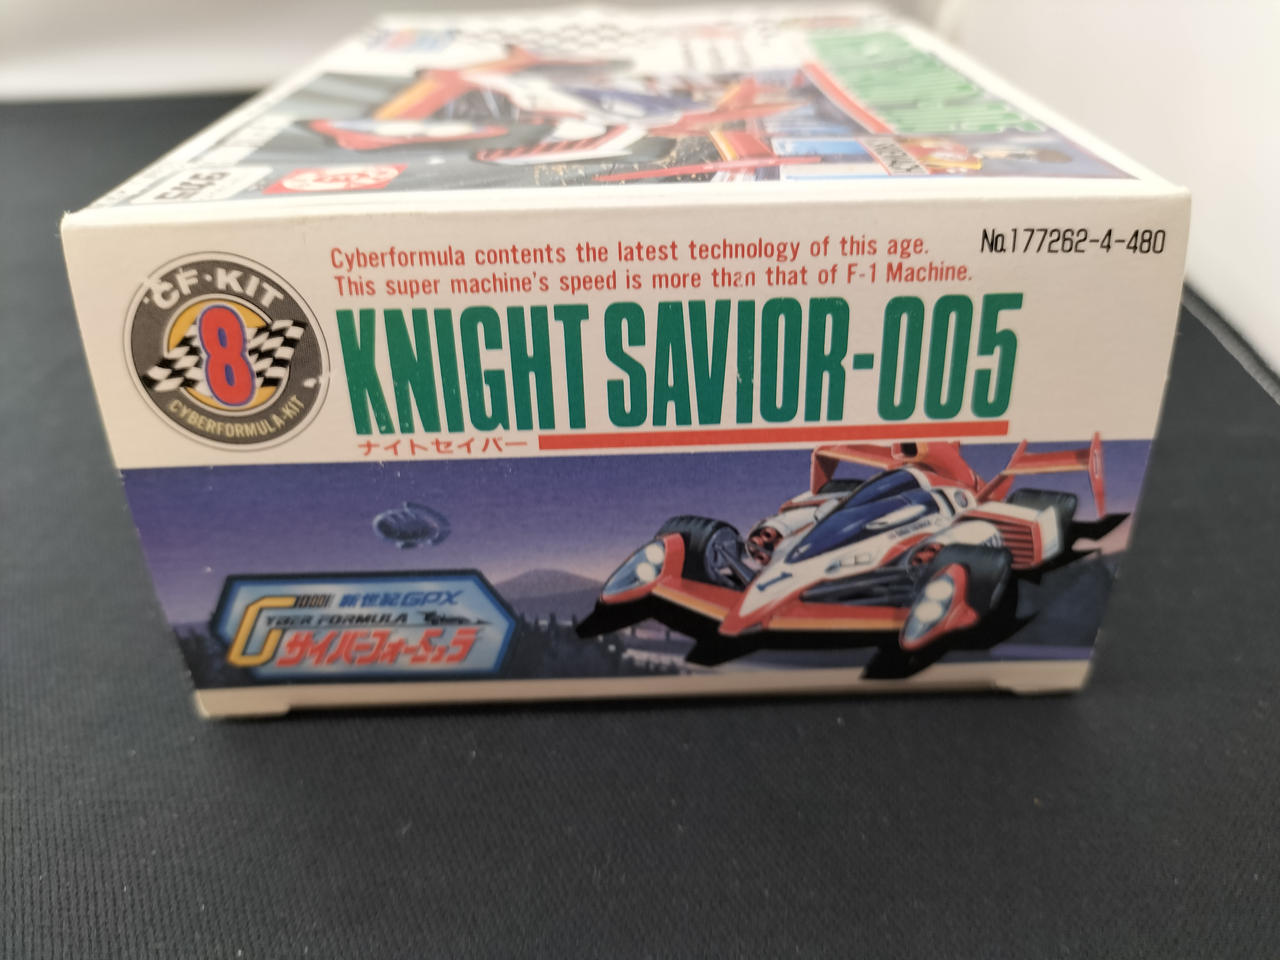 CF·KIT
8
CYBERFORMULA·KIT
Cyberformula contents the latest technology of this age.
This super machine's speed is more than that of F-1 Machine.
No.177262-4-480
KNIGHT SAVIOR-005
ナイトセイバー
新世紀GPX
CYBER FORMULA
サイバーフォーミュラ
1